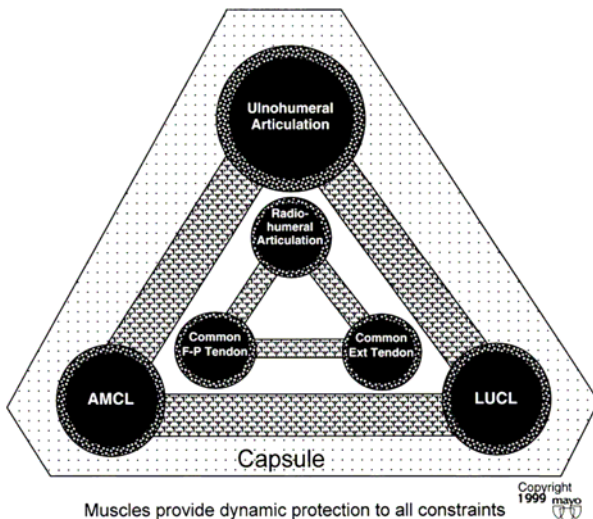 Ulnohumeral
Articulation
Radio-
humeral
Articulation
Common
F-P Tendon
Common
Ext Tendon
AMCL
LUCL
Capsule
Muscles provide dynamic protection to all constraints
Copyright
1999 mayo